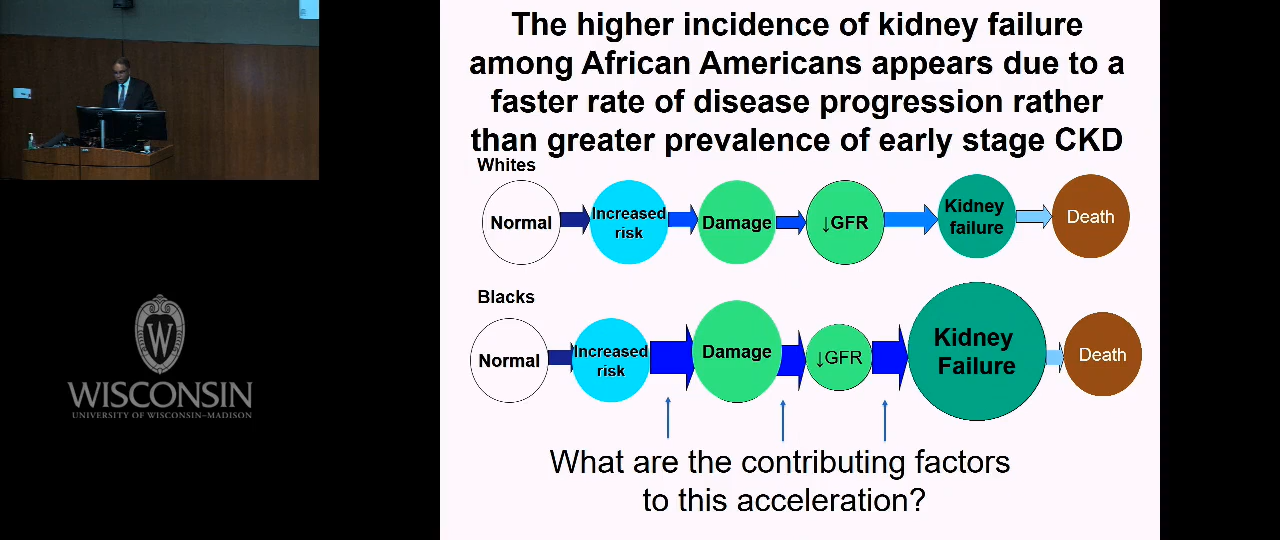 The higher incidence of kidney failure
among African Americans appears due to a
faster rate of disease progression rather
than greater prevalence of early stage CKD
Whites
Normal
Increased
risk
Damage
↓GFR
Kidney
failure
Death
Blacks
Normal
Increased
risk
Damage
↓GFR
Kidney
Failure
Death
What are the contributing factors
to this acceleration?
W
WISCONSIN
UNIVERSITY OF WISCONSIN–MADISON